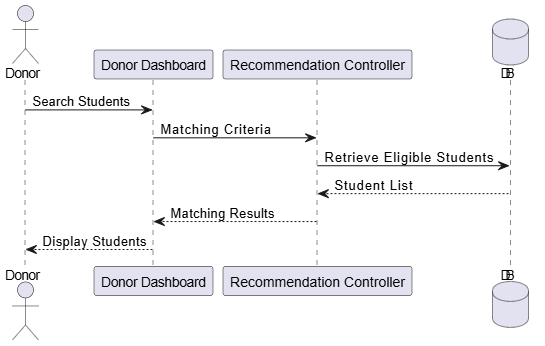 Donor
Donor Dashboard
Recommendation Controller
DB
Search Students
Matching Criteria
Retrieve Eligible Students
Student List
Matching Results
Display Students
Donor
Donor Dashboard
Recommendation Controller
DB